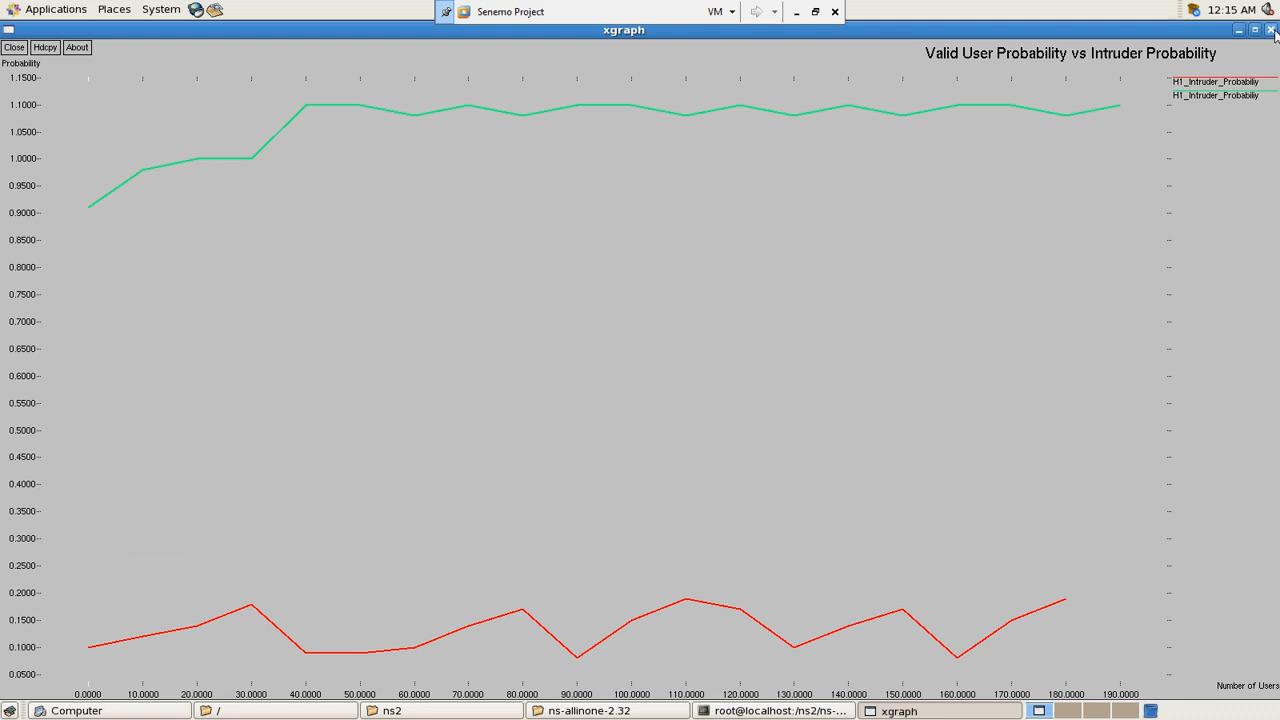 Applications Places System
Senemo Project
VM
12:15 AM
xgraph
Close Hdcpy About
Valid User Probability vs Intruder Probability
Probability
H1_Intruder_Probabiliy
H1_Intruder_Probabiliy
1.1500
1.1000
1.0500
1.0000
0.9500
0.9000
0.8500
0.8000
0.7500
0.7000
0.6500
0.6000
0.5500
0.5000
0.4500
0.4000
0.3500
0.3000
0.2500
0.2000
0.1500
0.1000
0.0500
Number of Users
0.0000 10.0000 20.0000 30.0000 40.0000 50.0000 60.0000 70.0000 80.0000 90.0000 100.0000 110.0000 120.0000 130.0000 140.0000 150.0000 160.0000 170.0000 180.0000 190.0000
Computer / ns2 ns-allinone-2.32 root@localhost:/ns2/ns-... xgraph